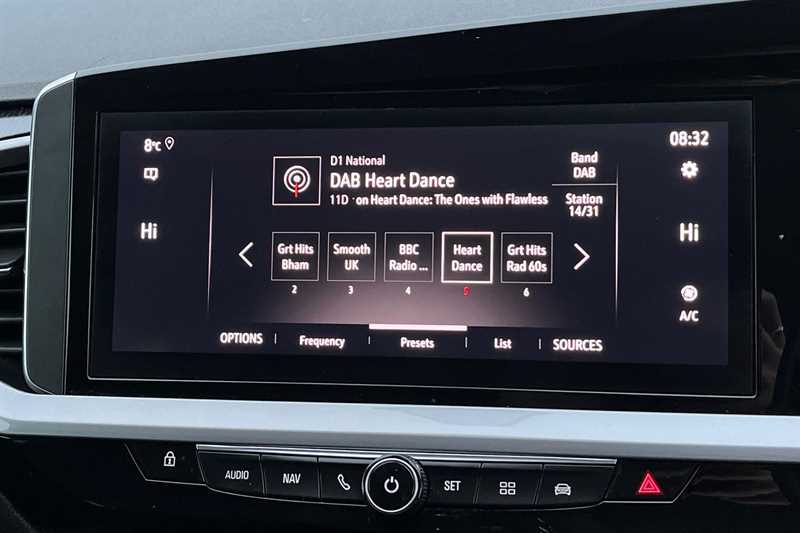 8°C
08:32
D1 National
DAB Heart Dance
11D · on Heart Dance: The Ones with Flawless
Band
DAB
Station
14/31
Hi
Hi
Grt Hits
Bham
Smooth
UK
BBC
Radio ...
Heart
Dance
Grt Hits
Rad 60s
2
3
4
5
6
A/C
OPTIONS
Frequency
Presets
List
SOURCES
AUDIO
NAV
SET